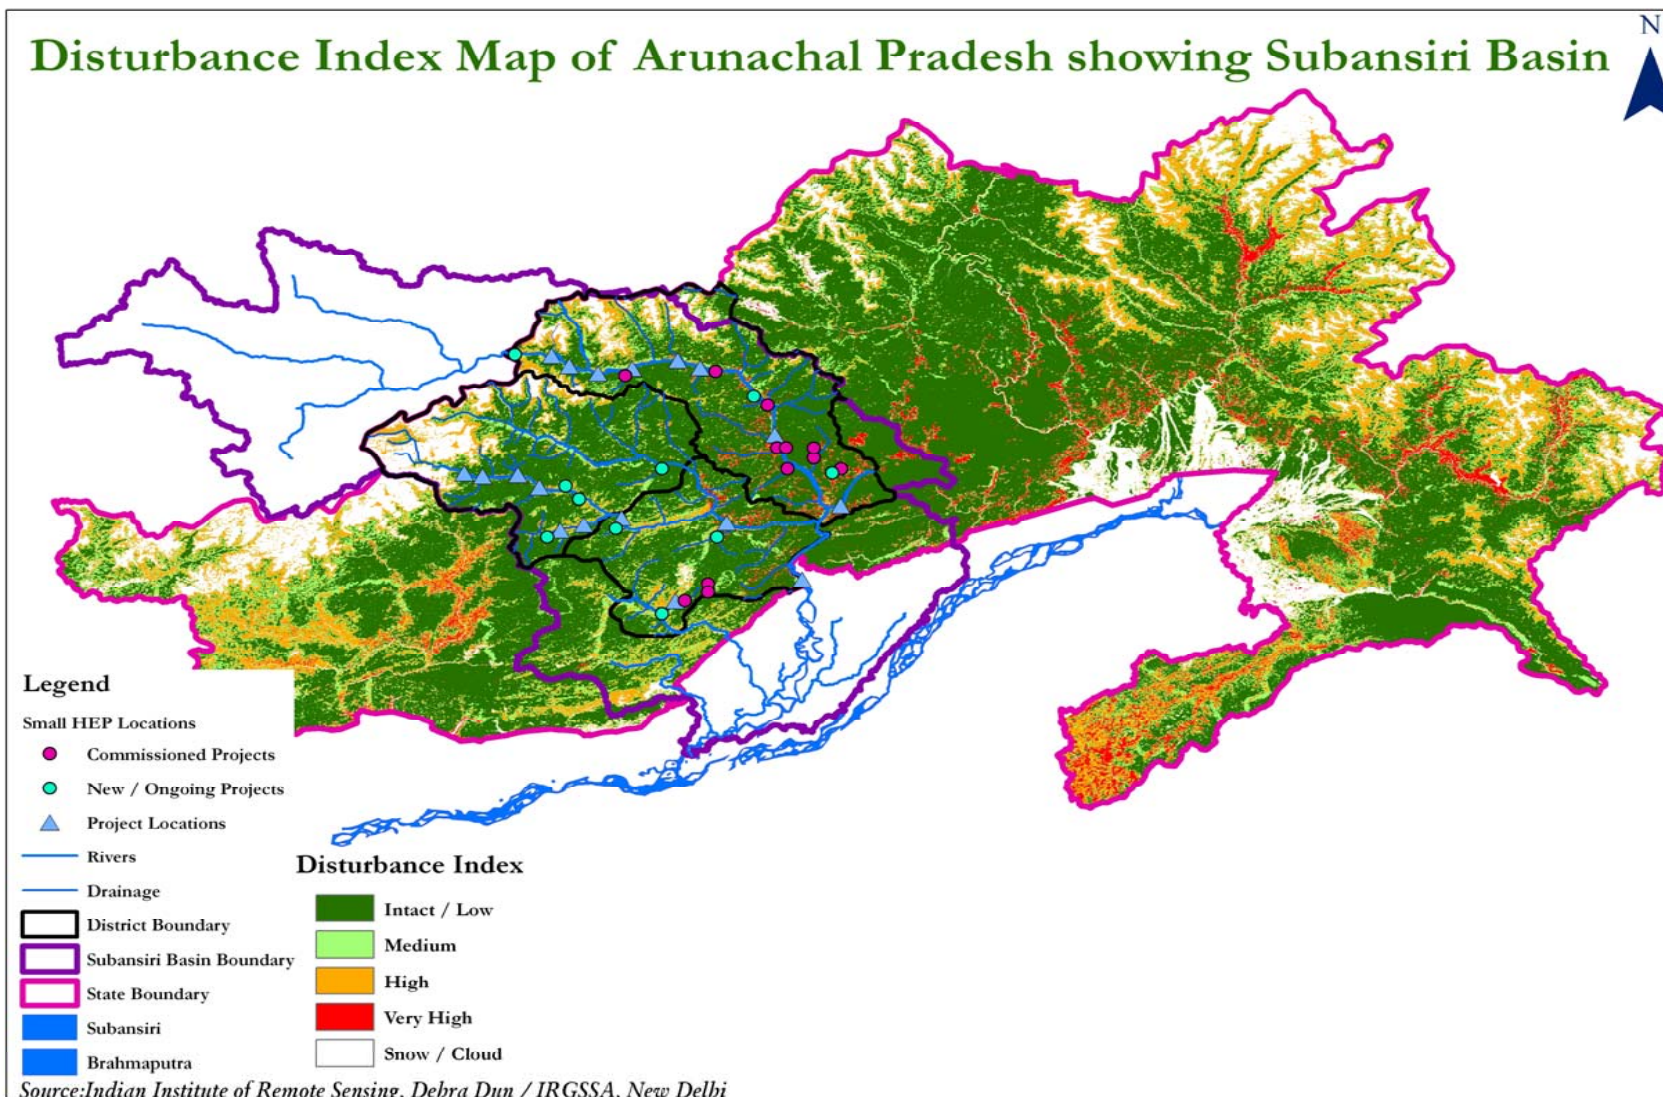 Disturbance Index Map of Arunachal Pradesh showing Subansiri Basin
N
Legend
Small HEP Locations
Commissioned Projects
New / Ongoing Projects
Project Locations
Rivers
Drainage
District Boundary
Subansiri Basin Boundary
State Boundary
Subansiri
Brahmaputra
Disturbance Index
Intact / Low
Medium
High
Very High
Snow / Cloud
Source:Indian Institute of Remote Sensing, Dehra Dun / IRGSSA, New Delhi